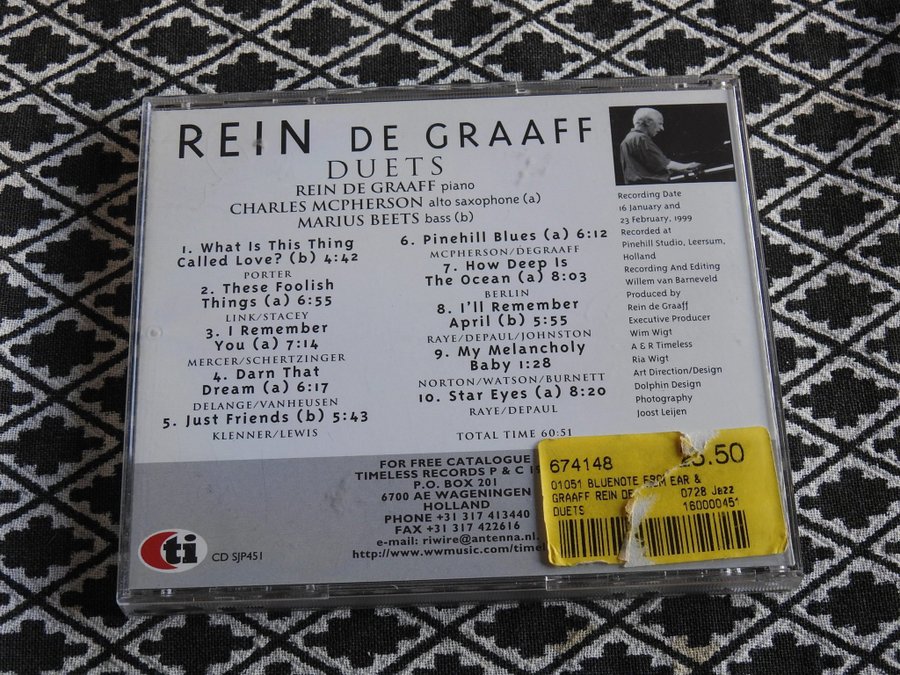 REIN DE GRAAFF
DUETS
REIN DE GRAAFF piano
CHARLES MCPHERSON alto saxophone (a)
MARIUS BEETS bass (b)
1. What Is This Thing
Called Love? (b) 4:42
PORTER
2. These Foolish
Things (a) 6:55
LINK/STACEY
3. I Remember
You (a) 7:14
MERCER/SCHERTZINGER
4. Darn That
Dream (a) 6:17
DELANGE/VANHEUSEN
5. Just Friends (b) 5:43
KLENNER/LEWIS
6. Pinehill Blues (a) 6:12
MCPHERSON/DEGRAAFF
7. How Deep Is
The Ocean (a) 8:03
BERLIN
8. I'll Remember
April (b) 5:55
RAYE/DEPAUL/JOHNSTON
9. My Melancholy
Baby 1:28
NORTON/WATSON/BURNETT
10. Star Eyes (a) 8:20
RAYE/DEPAUL
TOTAL TIME 60:51
Recording Date
16 January and
23 February, 1999
Recorded at
Pinehill Studio, Leersum,
Holland
Recording And Editing
Willem van Barneveld
Produced by
Rein de Graaff
Executive Producer
Wim Wigt
A & R Timeless
Ria Wigt
Art Direction/Design
Dolphin Design
Photography
Joost Leijen
FOR FREE CATALOGUE
TIMELESS RECORDS P & C
P.O. BOX 201
6700 AE WAGENINGEN
HOLLAND
PHONE +31 317 413440
FAX +31 317 422616
e-mail: riwire@antenna.nl
http://www.wwmusic.com/timel
ti
CD SJP451
674148 5.50
01051 BLUENOTE EAR &
GRAAFF REIN DE 0728 Jazz
DUETS 160000451